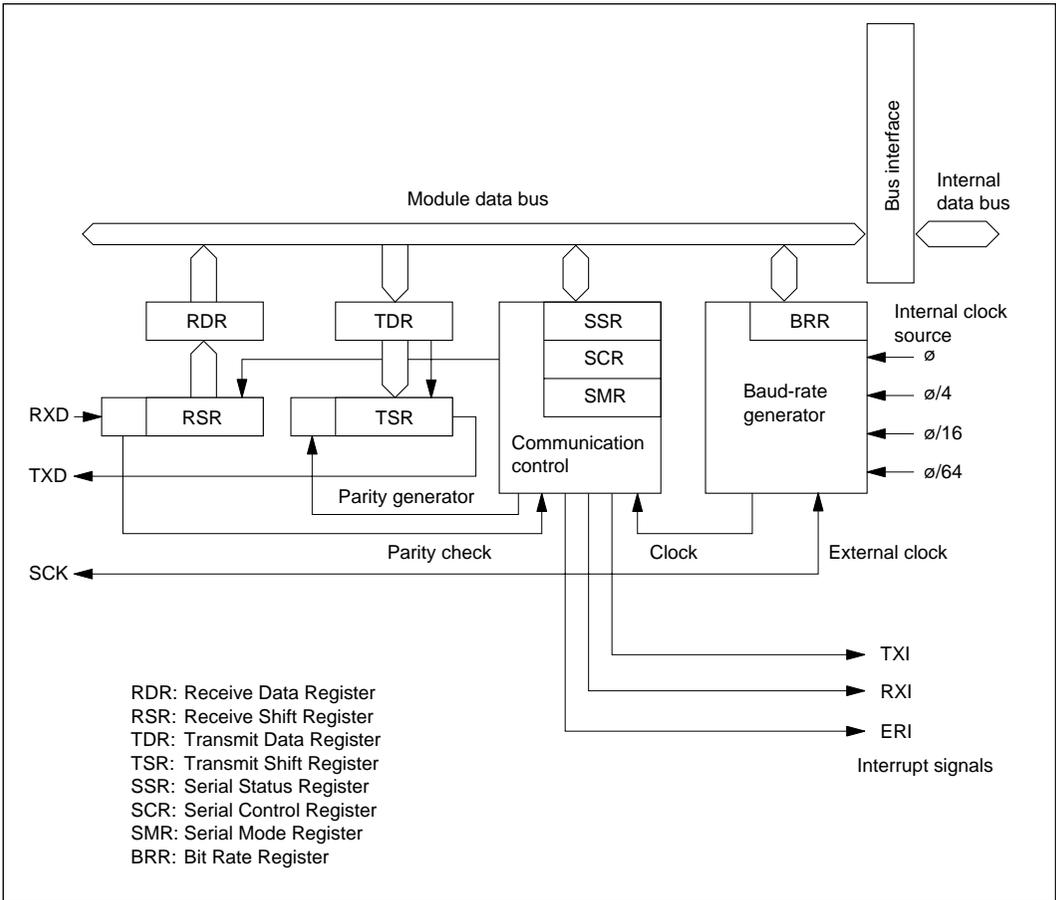 Bus interface
Internal
data bus
Module data bus
RDR
TDR
SSR
SCR
SMR
BRR
Internal clock
source
ø
ø/4
ø/16
ø/64
Baud-rate
generator
RXD
RSR
TSR
Communication
control
TXD
Parity generator
Parity check
Clock
External clock
SCK
TXI
RXI
ERI
Interrupt signals
RDR: Receive Data Register
RSR: Receive Shift Register
TDR: Transmit Data Register
TSR: Transmit Shift Register
SSR: Serial Status Register
SCR: Serial Control Register
SMR: Serial Mode Register
BRR: Bit Rate Register